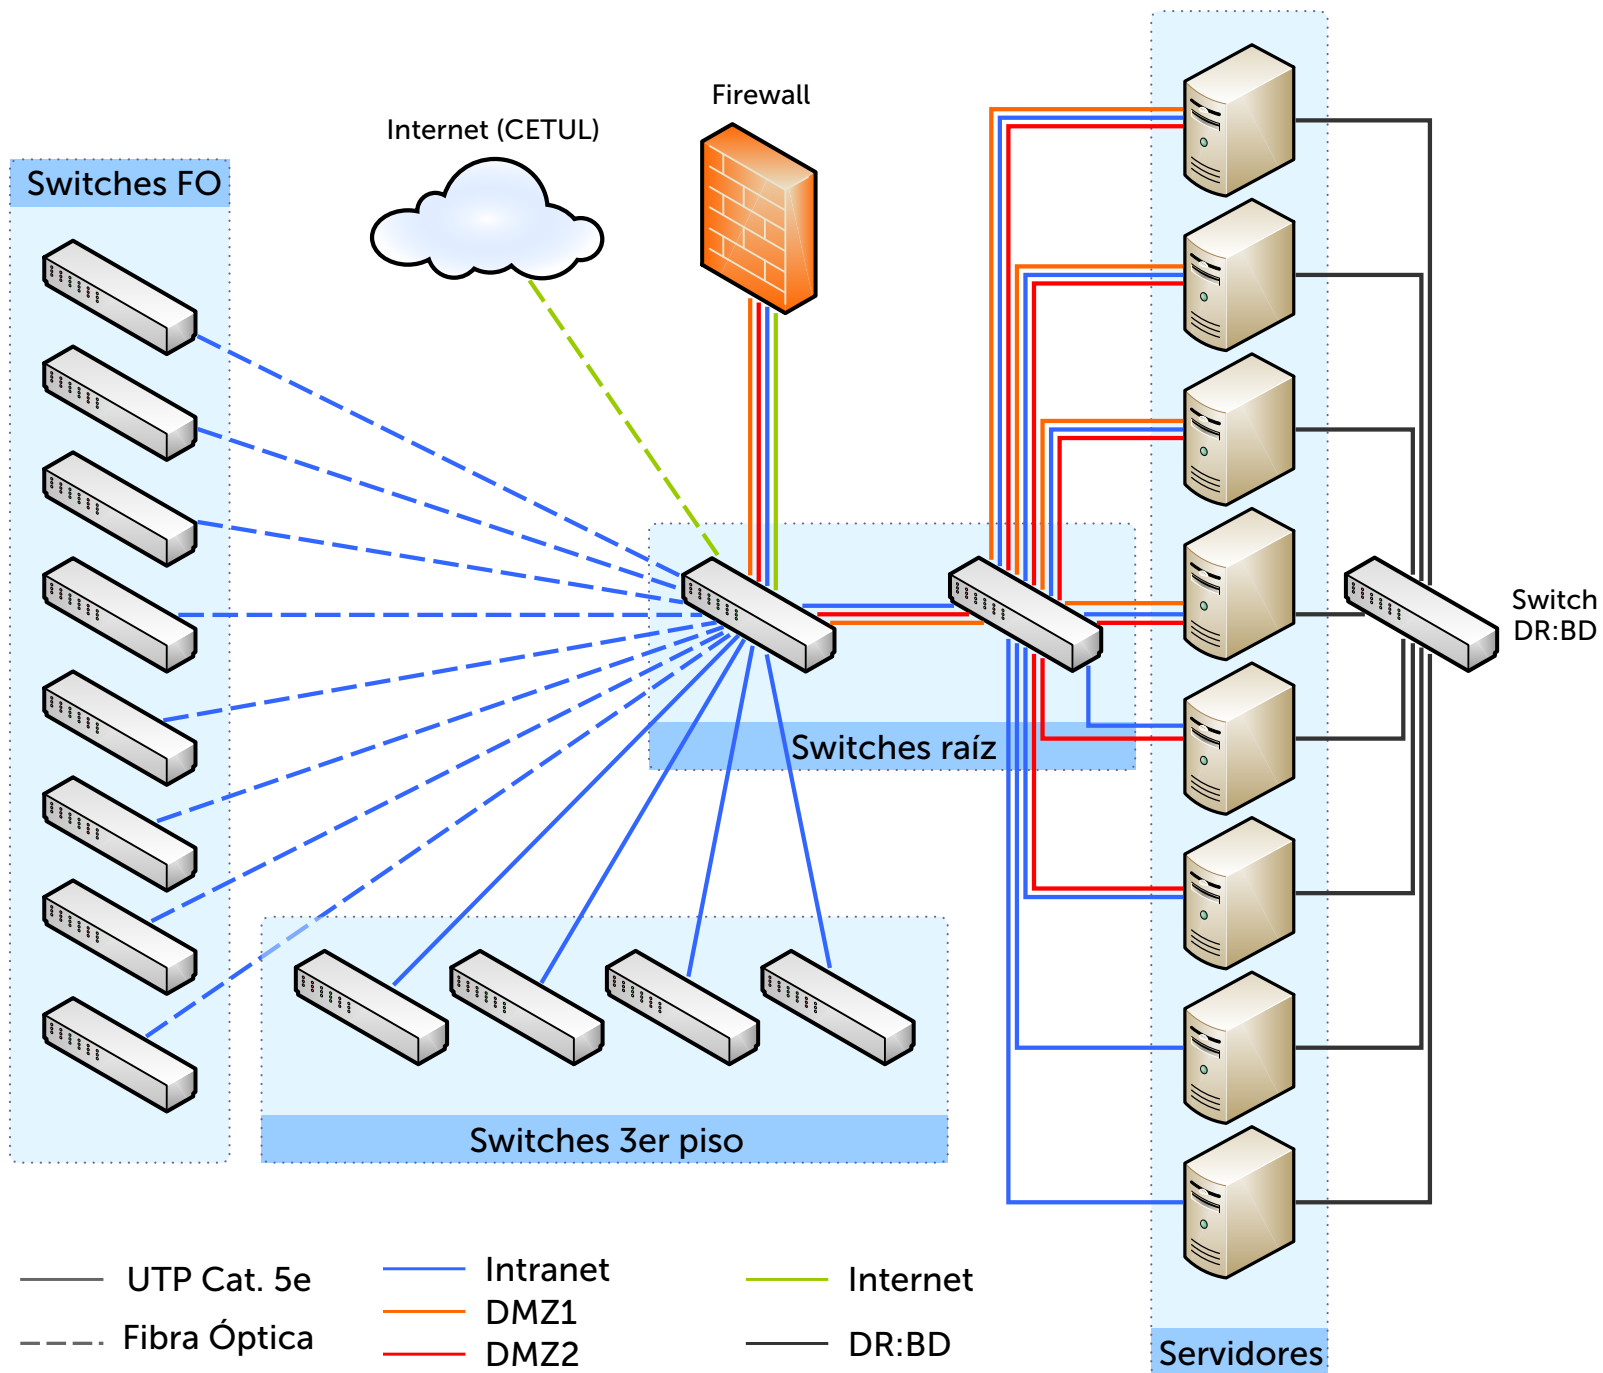 Firewall
Internet (CETUL)
Switches FO
Switch
DR:BD
Switches raíz
Switches 3er piso
UTP Cat. 5e
Fibra Óptica
Intranet
DMZ1
DMZ2
Internet
DR:BD
Servidores